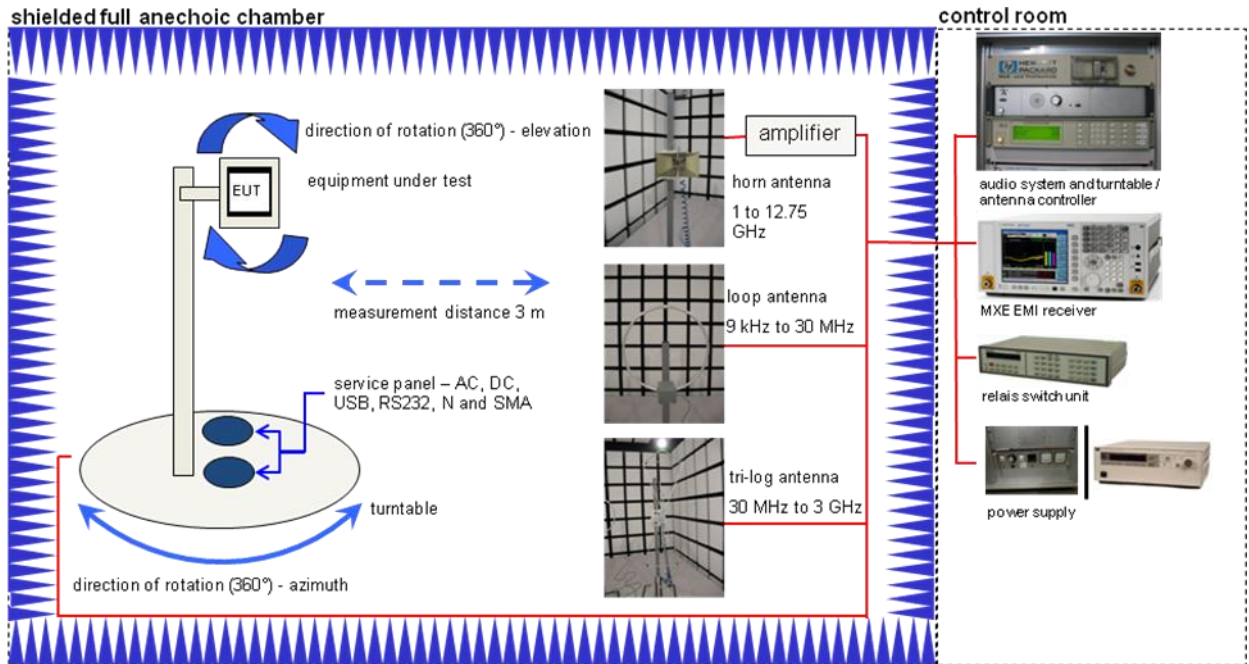 shielded full anechoic chamber
control room
direction of rotation (360°) - elevation
EUT
equipment under test
measurement distance 3 m
service panel – AC, DC,
USB, RS232, N and SMA
turntable
direction of rotation (360°) - azimuth
amplifier
horn antenna
1 to 12.75
GHz
loop antenna
9 kHz to 30 MHz
tri-log antenna
30 MHz to 3 GHz
HEWLETT
PACKARD
audio system and turntable /
antenna controller
MXE EMI receiver
relais switch unit
power supply